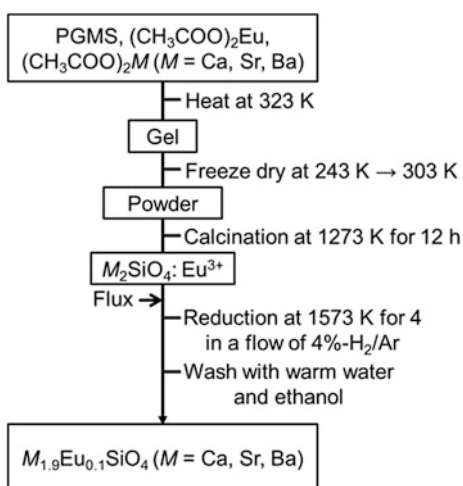 PGMS, (CH₃COO)₂Eu,
(CH₃COO)₂M (M = Ca, Sr, Ba)
Heat at 323 K
Gel
Freeze dry at 243 K → 303 K
Powder
Calcination at 1273 K for 12 h
M₂SiO₄: Eu³⁺
Flux
Reduction at 1573 K for 4
in a flow of 4%-H₂/Ar
Wash with warm water
and ethanol
M₁.₉Eu₀.₁SiO₄ (M = Ca, Sr, Ba)